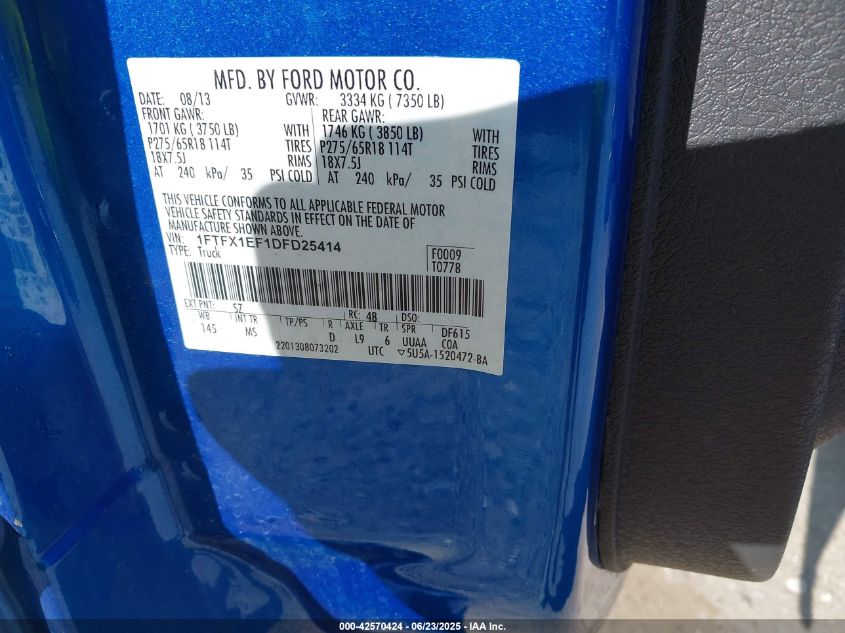 MFD. BY FORD MOTOR CO.
DATE: 08/13 GVWR: 3334 KG ( 7350 LB)
FRONT GAWR: REAR GAWR:
1701 KG ( 3750 LB) WITH 1746 KG ( 3850 LB) WITH
P275/65R18 114T TIRES P275/65R18 114T TIRES
18X7.5J RIMS 18X7.5J RIMS
AT 240 kPa/ 35 PSI COLD AT 240 kPa/ 35 PSI COLD
THIS VEHICLE CONFORMS TO ALL APPLICABLE FEDERAL MOTOR
VEHICLE SAFETY STANDARDS IN EFFECT ON THE DATE OF
MANUFACTURE SHOWN ABOVE.
VIN: 1FTFX1EF1DFD25414 F0009
TYPE: Truck T0778
EXT PNT: SZ RC: 4B DSO:
WB INT TR TP/PS R AXLE TR SPR DF615
145 MS D L9 6 UUAA COA
2201308073202 UTC ▽5U5A-1520472-BA
000-42570424 - 06/23/2025 - IAA Inc. Copyright